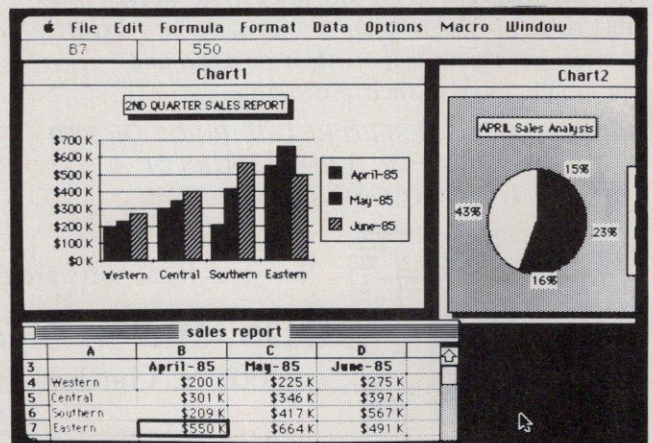 File Edit Formula Format Data Options Macro Window
B7 550
Chart1
2ND QUARTER SALES REPORT
$700 K
$600 K
$500 K
$400 K
$300 K
$200 K
$100 K
$0 K
Western Central Southern Eastern
April-85
May-85
June-85
Chart2
APRIL Sales Analysis
15%
43%
23%
16%
sales report
A B C D
3 April-85 May-85 June-85
4 Western $200 K $225 K $275 K
5 Central $301 K $346 K $397 K
6 Southern $209 K $417 K $567 K
7 Eastern $550 K $664 K $491 K